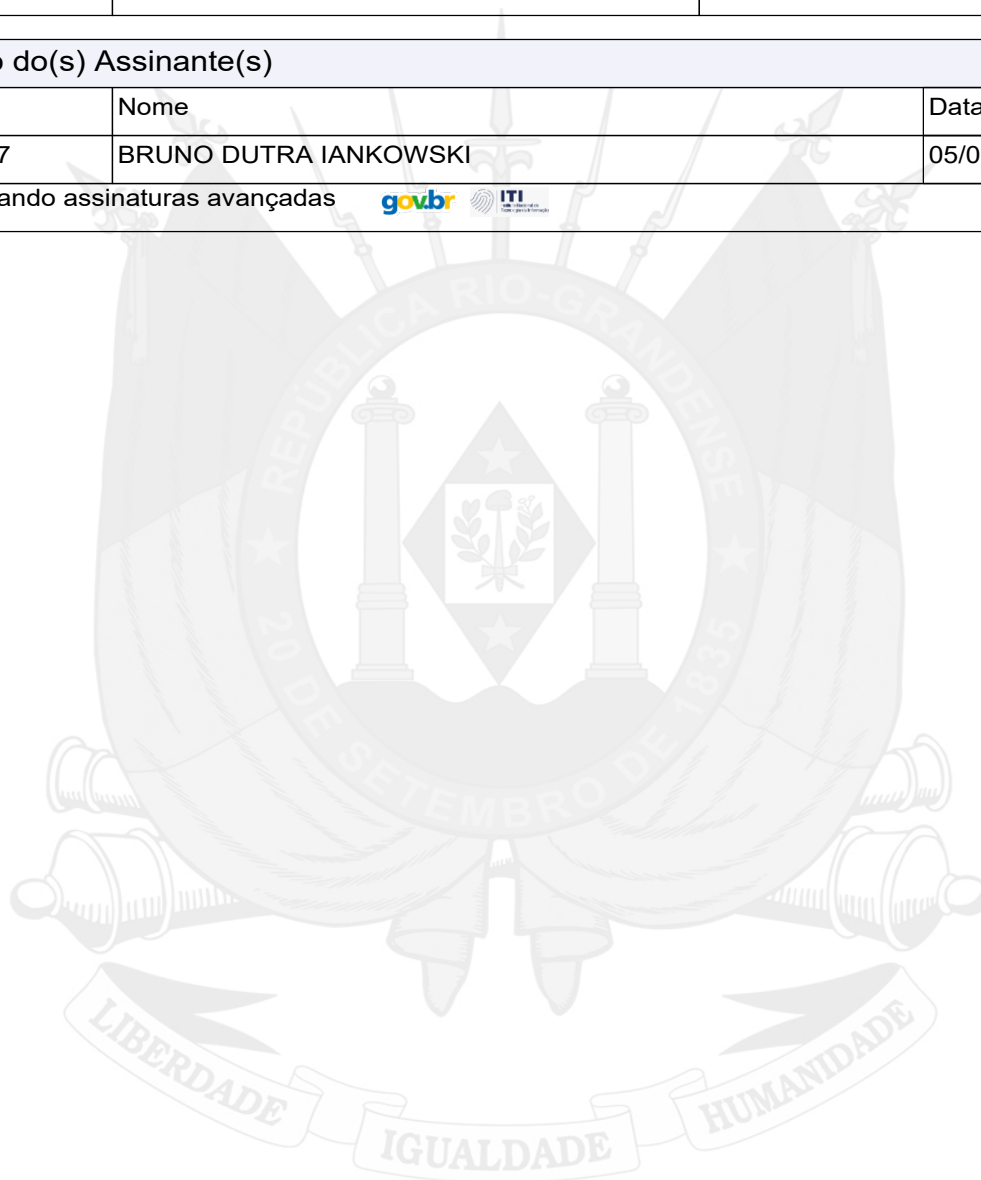 o do(s) Assinante(s)
Nome
Data
7
BRUNO DUTRA IANKOWSKI
05/0
ando assinaturas avançadas
gov.br
ITI
REPÚBLICA RIO-GRANDENSE
20 DE SETEMBRO DE 1835
LIBERDADE
IGUALDADE
HUMANIDADE